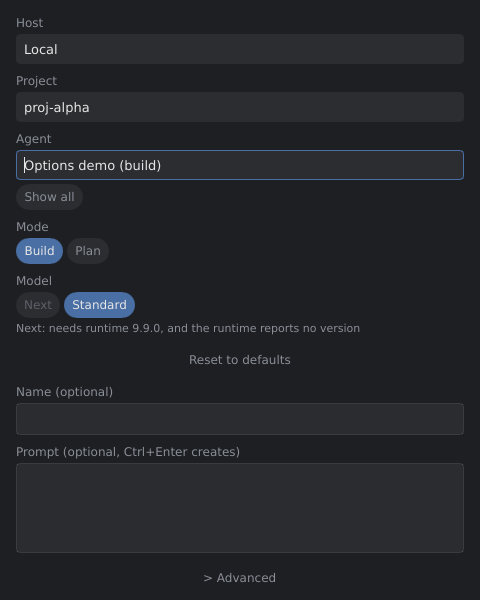 Host
Local
Project
proj-alpha
Agent
Options demo (build)
Show all
Mode
Build Plan
Model
Next Standard
Next: needs runtime 9.9.0, and the runtime reports no version
Reset to defaults
Name (optional)
Prompt (optional, Ctrl+Enter creates)
> Advanced